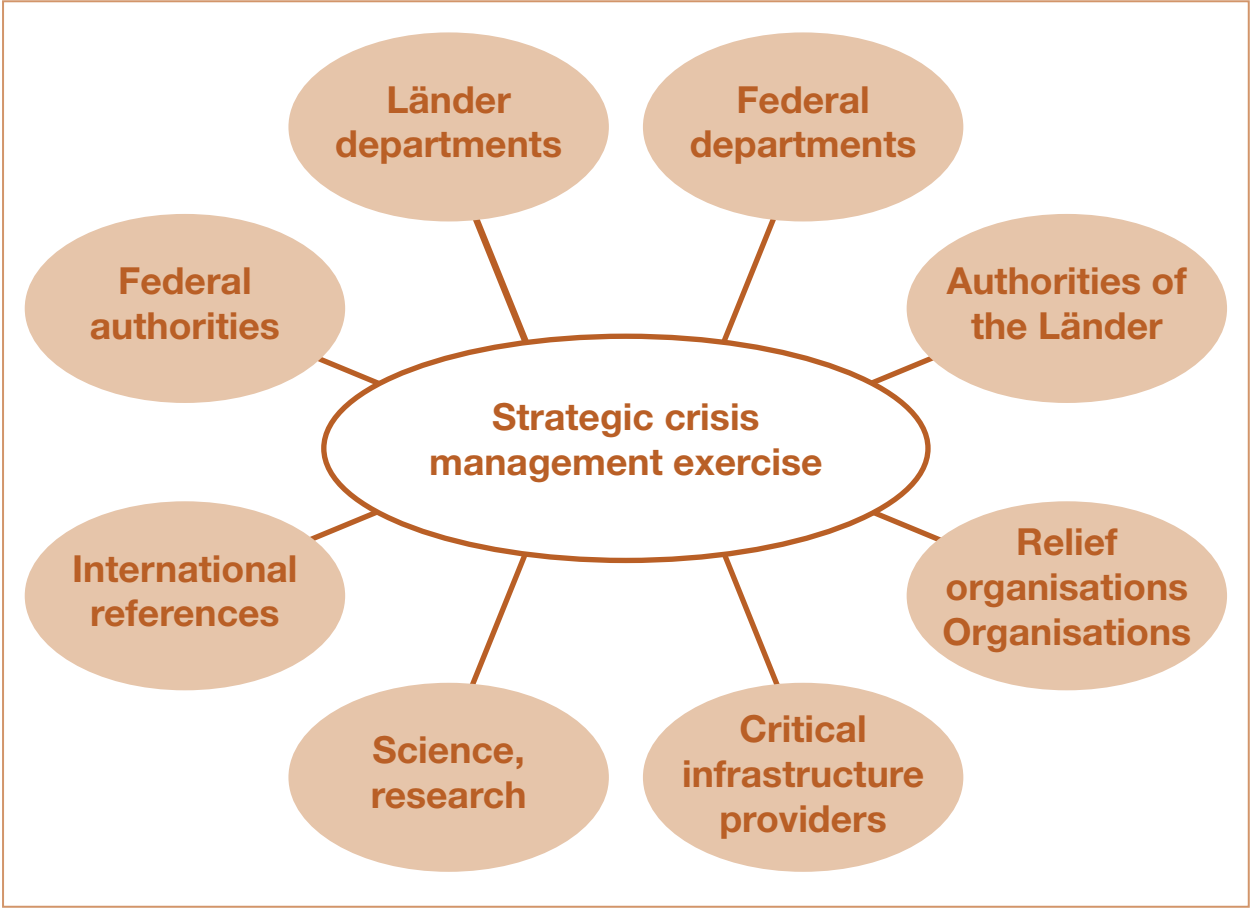 Länder
departments
Federal
departments
Federal
authorities
Authorities of
the Länder
Strategic crisis
management exercise
International
references
Relief
organisations
Organisations
Science,
research
Critical
infrastructure
providers